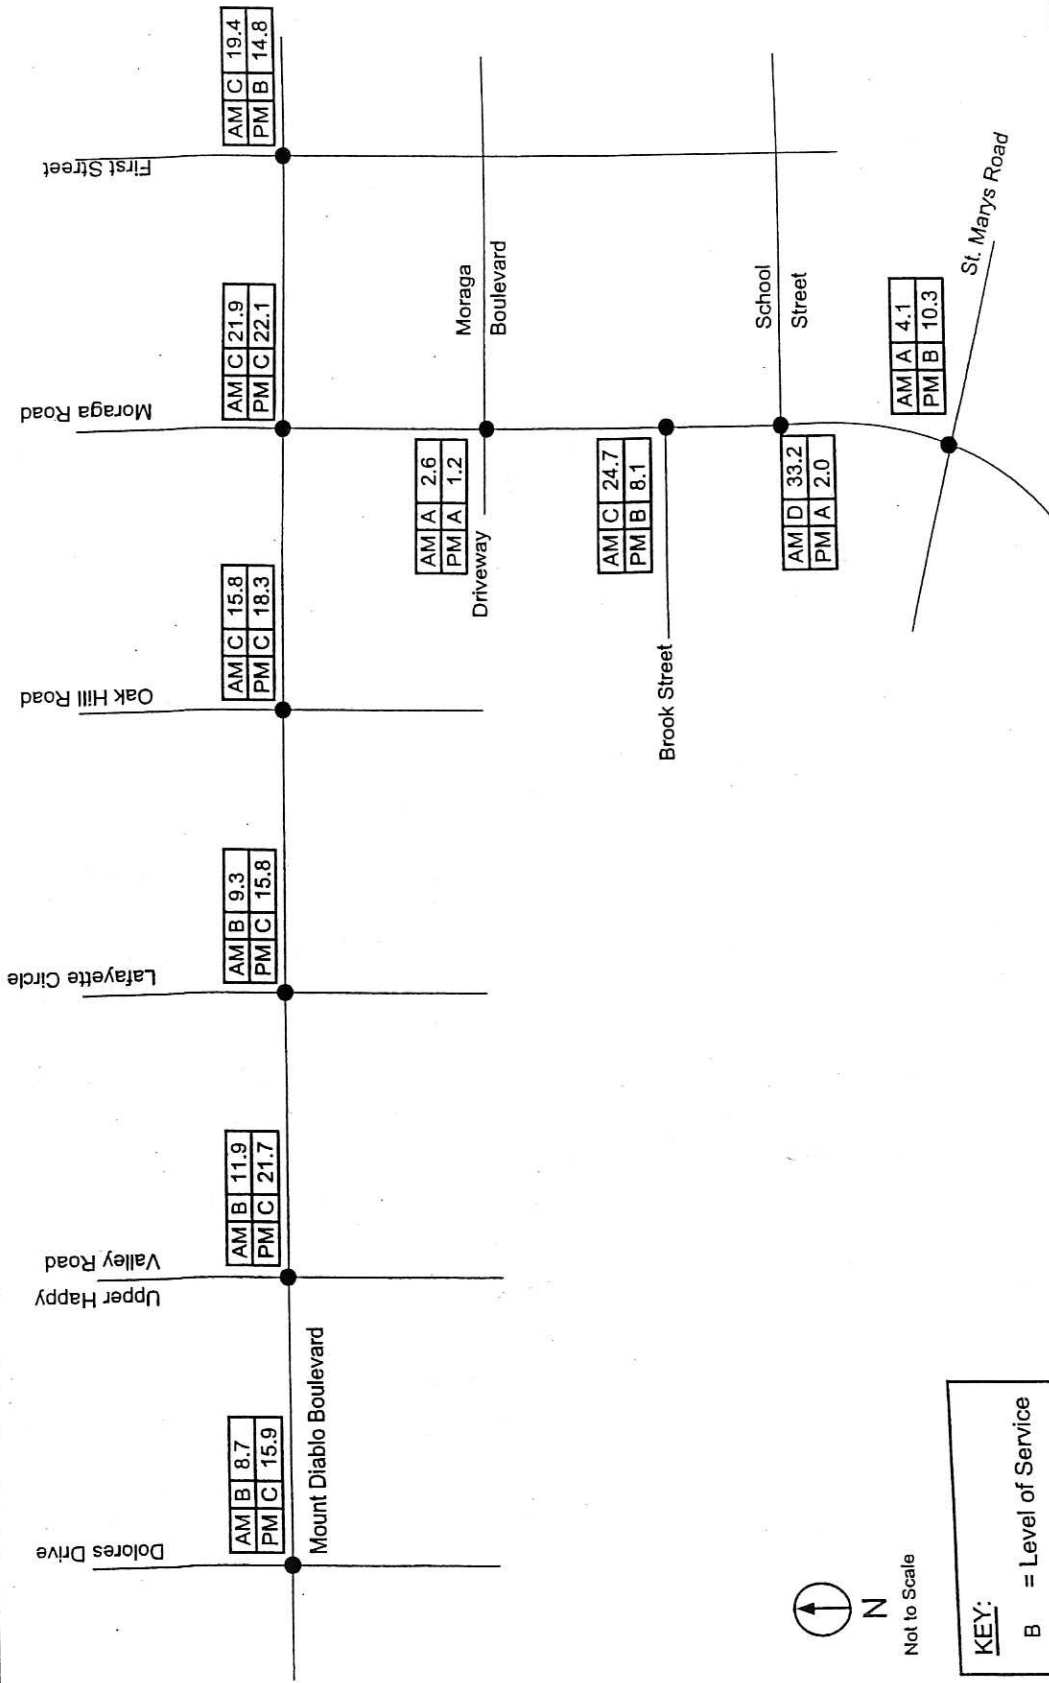 Dolores Drive
AM B 8.7
PM C 15.9
Mount Diablo Boulevard
Upper Happy
Valley Road
AM B 11.9
PM C 21.7
Lafayette Circle
AM B 9.3
PM C 15.8
Oak Hill Road
AM C 15.8
PM C 18.3
Moraga Road
AM C 21.9
PM C 22.1
First Street
AM C 19.4
PM B 14.8
AM A 2.6
PM A 1.2
Driveway
Moraga
Boulevard
AM C 24.7
PM B 8.1
Brook Street
AM D 33.2
PM A 2.0
School
Street
AM A 4.1
PM B 10.3
St. Marys Road
N
Not to Scale
KEY:
B = Level of Service